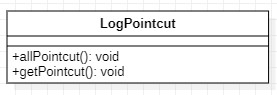 LogPointcut
+allPointcut(): void
+getPointcut(): void